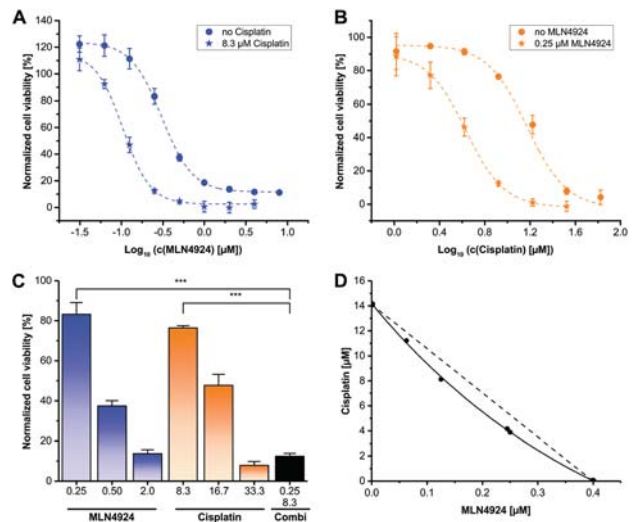 A
no Cisplatin
8.3 µM Cisplatin
Normalized cell viability [%]
140
120
100
80
60
40
20
0
-1.5 -1.0 -0.5 0.0 0.5 1.0
Log₁₀ (c(MLN4924) [µM])
B
no MLN4924
0.25 µM MLN4924
Normalized cell viability [%]
120
100
80
60
40
20
0
0.0 0.5 1.0 1.5 2.0
Log₁₀ (c(Cisplatin) [µM])
C
***
***
Normalized cell viability [%]
80
60
40
20
0
0.25 0.50 2.0 8.3 16.7 33.3 0.25
8.3
MLN4924 Cisplatin Combi
D
Cisplatin [µM]
16
14
12
10
8
6
4
2
0
0.0 0.1 0.2 0.3 0.4
MLN4924 [µM]